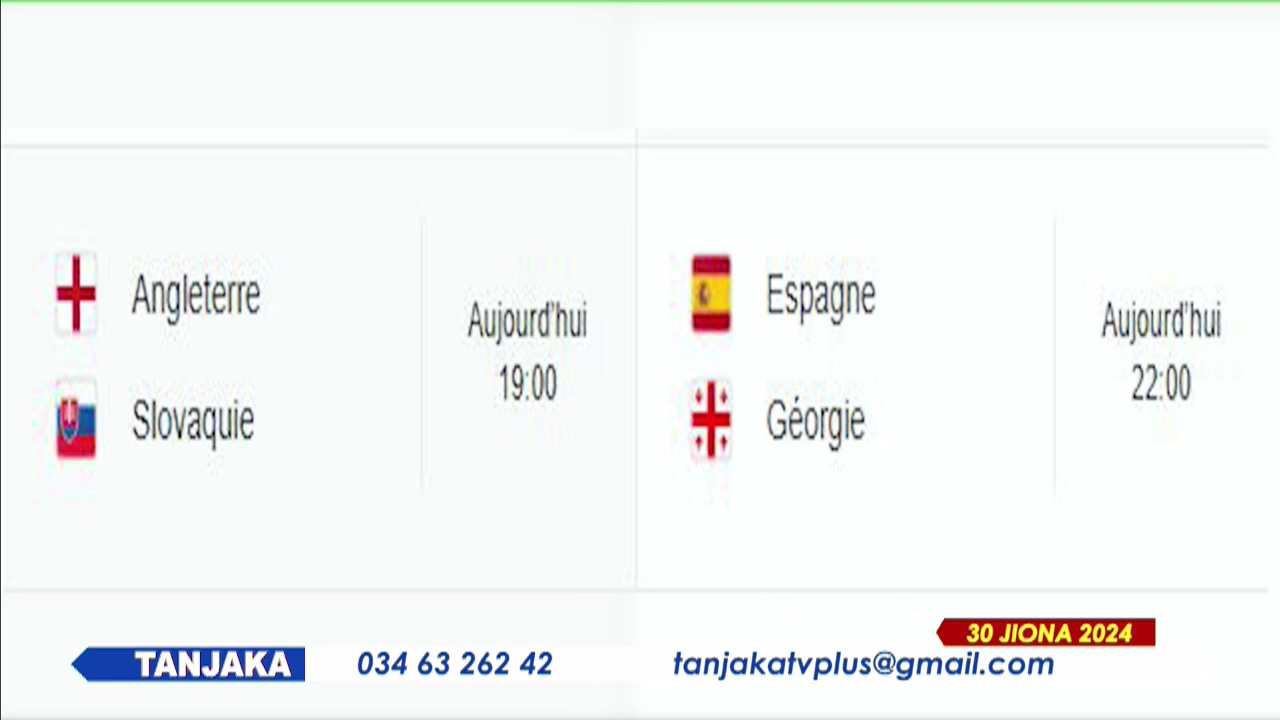 Angleterre
Slovaquie
Aujourd'hui
19:00
Espagne
Géorgie
Aujourd'hui
22:00
30 JIONA 2024
TANJAKA
034 63 262 42
tanjakatvplus@gmail.com